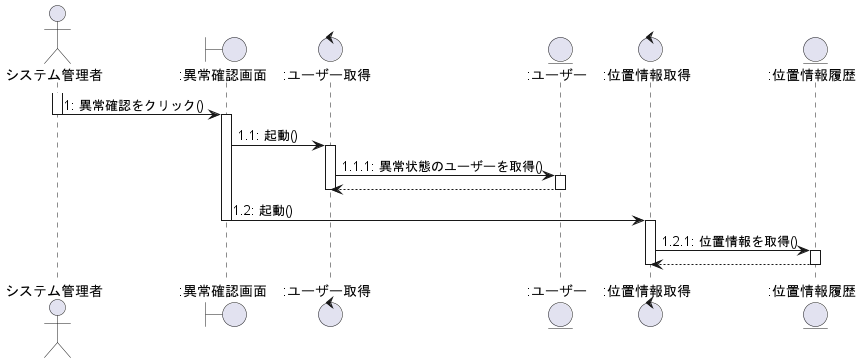 システム管理者
:異常確認画面
:ユーザー取得
:ユーザー
:位置情報取得
:位置情報履歴
1: 異常確認をクリック()
1.1: 起動()
1.1.1: 異常状態のユーザーを取得()
1.2: 起動()
1.2.1: 位置情報を取得()
システム管理者
:異常確認画面
:ユーザー取得
:ユーザー
:位置情報取得
:位置情報履歴